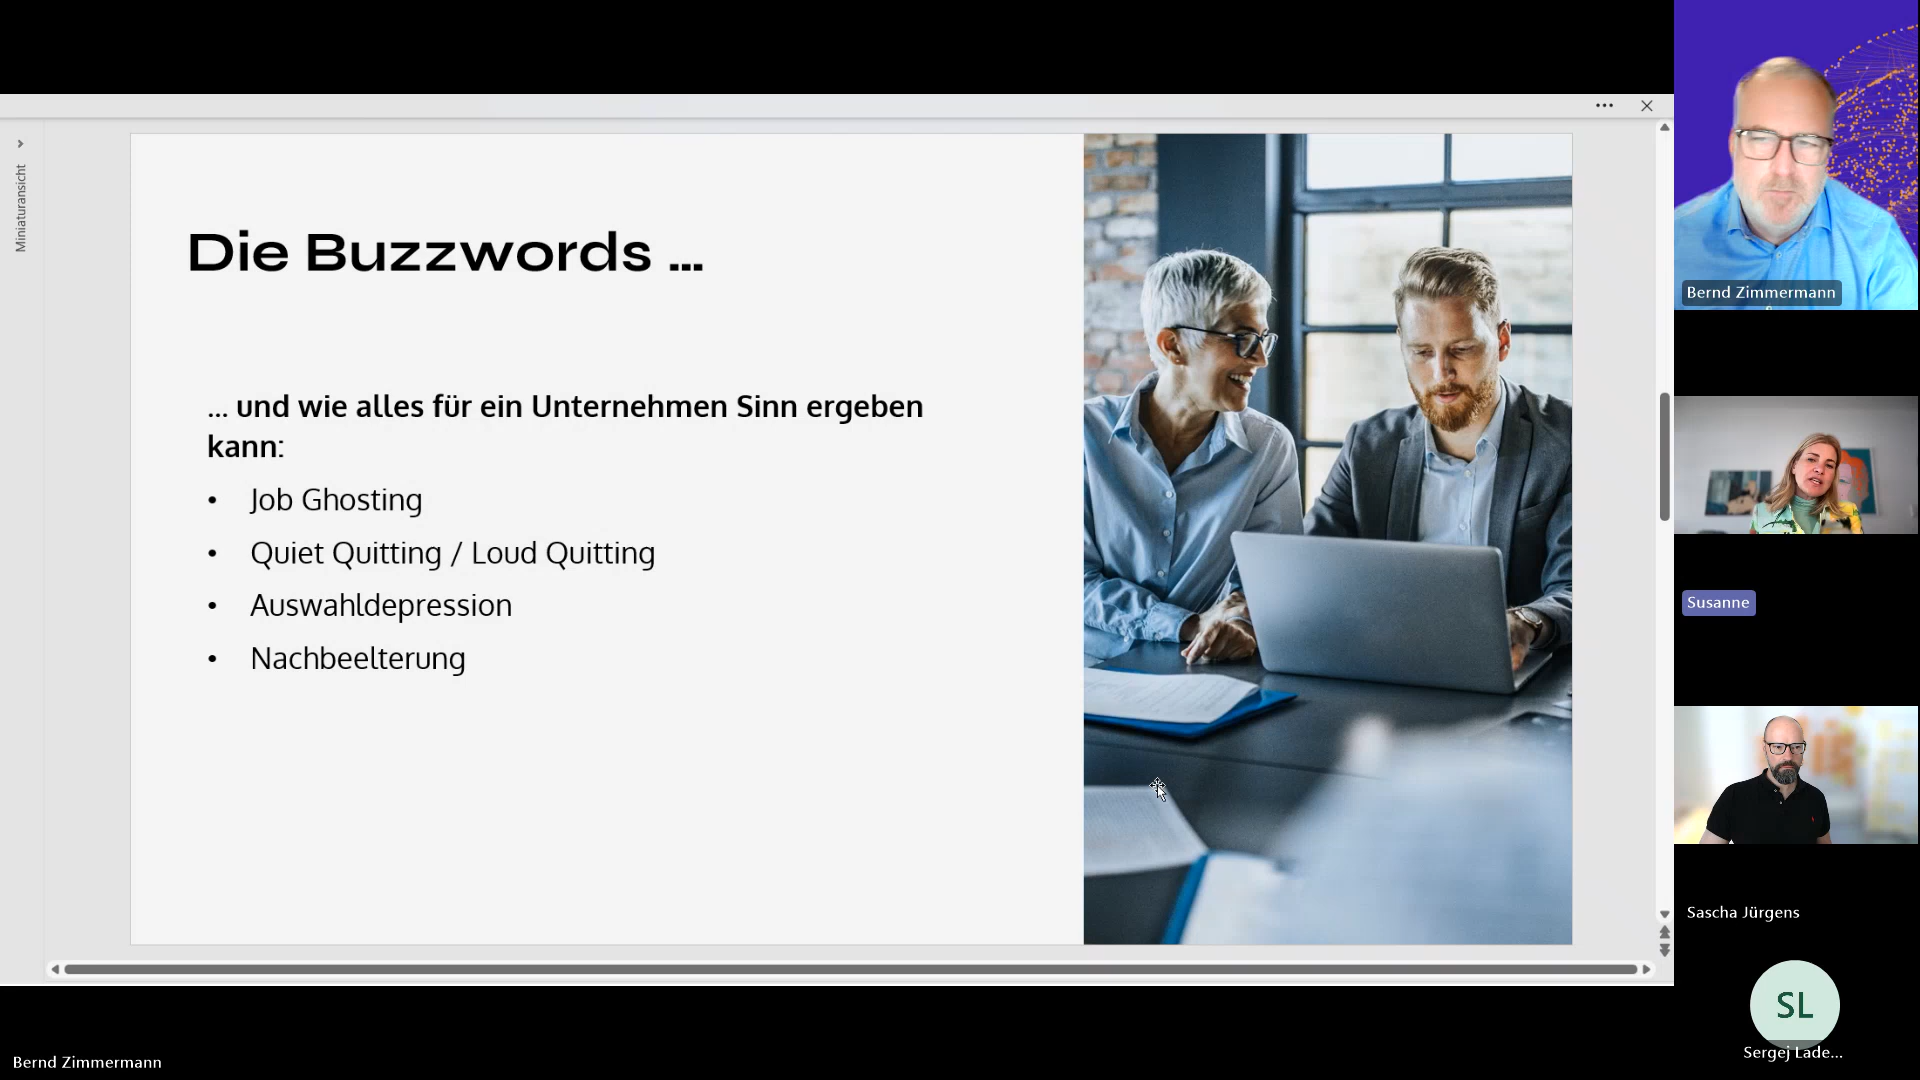 Miniaturansicht
Die Buzzwords ...
... und wie alles für ein Unternehmen Sinn ergeben
kann:
• Job Ghosting
• Quiet Quitting / Loud Quitting
• Auswahldepression
• Nachbeelterung
Bernd Zimmermann
Susanne
Sascha Jürgens
SL
Sergej Lade...
Bernd Zimmermann